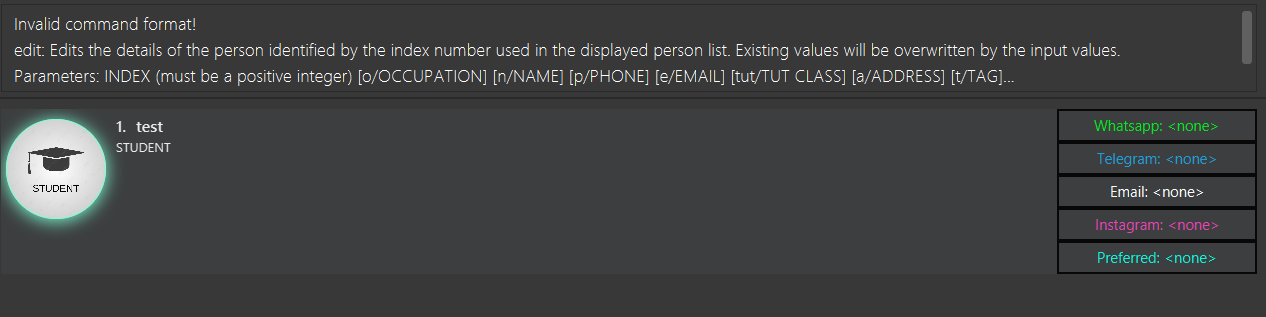 Invalid command format!
edit: Edits the details of the person identified by the index number used in the displayed person list. Existing values will be overwritten by the input values.
Parameters: INDEX (must be a positive integer) [o/OCCUPATION] [n/NAME] [p/PHONE] [e/EMAIL] [tut/TUT CLASS] [a/ADDRESS] [t/TAG]...
1. test
STUDENT
STUDENT
Whatsapp: <none>
Telegram: <none>
Email: <none>
Instagram: <none>
Preferred: <none>